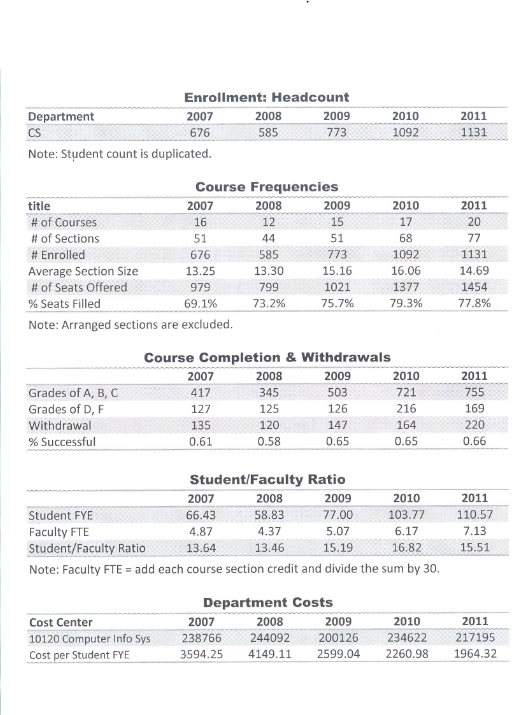 Enrollment: Headcount
Department 2007 2008 2009 2010 2011
CS 676 585 773 1092 1131
Note: Student count is duplicated.
Course Frequencies
title 2007 2008 2009 2010 2011
# of Courses 16 12 15 17 20
# of Sections 51 44 51 68 77
# Enrolled 676 585 773 1092 1131
Average Section Size 13.25 13.30 15.16 16.06 14.69
# of Seats Offered 979 799 1021 1377 1454
% Seats Filled 69.1% 73.2% 75.7% 79.3% 77.8%
Note: Arranged sections are excluded.
Course Completion & Withdrawals
2007 2008 2009 2010 2011
Grades of A, B, C 417 345 503 721 755
Grades of D, F 127 125 126 216 169
Withdrawal 135 120 147 164 220
% Successful 0.61 0.58 0.65 0.65 0.66
Student/Faculty Ratio
2007 2008 2009 2010 2011
Student FYE 66.43 58.83 77.00 103.77 110.57
Faculty FTE 4.87 4.37 5.07 6.17 7.13
Student/Faculty Ratio 13.64 13.46 15.19 16.82 15.51
Note: Faculty FTE = add each course section credit and divide the sum by 30.
Department Costs
Cost Center 2007 2008 2009 2010 2011
10120 Computer Info Sys 238766 244092 200126 234622 217195
Cost per Student FYE 3594.25 4149.11 2599.04 2260.98 1964.32